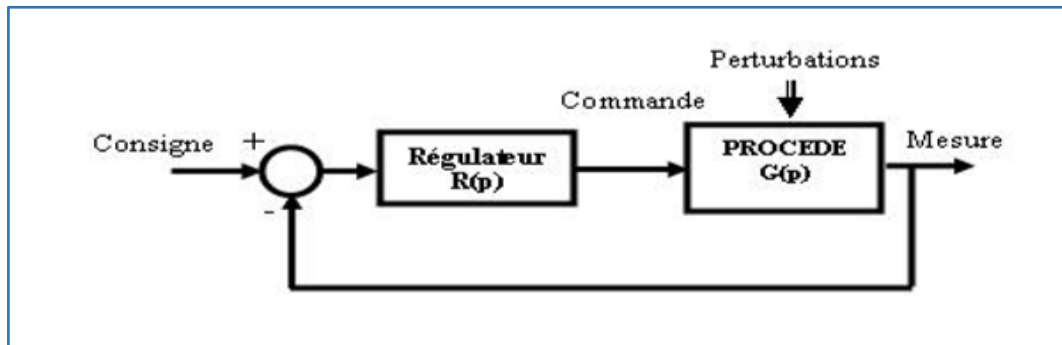 Perturbations
Commande
Consigne
+
Régulateur
R(p)
PROCEDE
G(p)
Mesure
-